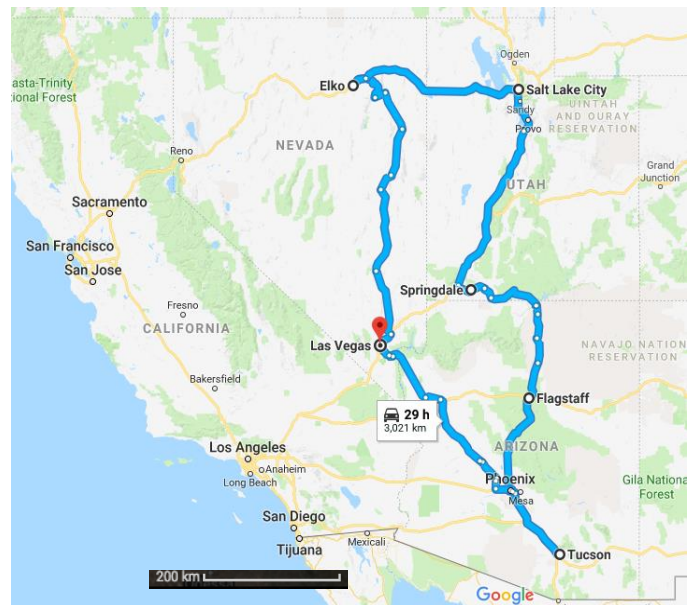 Ogden
Elko
Salt Lake City
asta-Trinity
tional Forest
Sandy
Provo
UINTAH
AND OURAY
RESERVATION
NEVADA
Reno
Grand
Junction
UTAH
Sacramento
San Francisco
San Jose
Springdale
Fresno
CALIFORNIA
Las Vegas
NAVAJO NATION
RESERVATION
Bakersfield
Flagstaff
29 h
3,021 km
Los Angeles
Anaheim
Long Beach
ARIZONA
Phoenix
Mesa
Gila National
Forest
San Diego
Tijuana
Mexicali
Tucson
200 km
Google